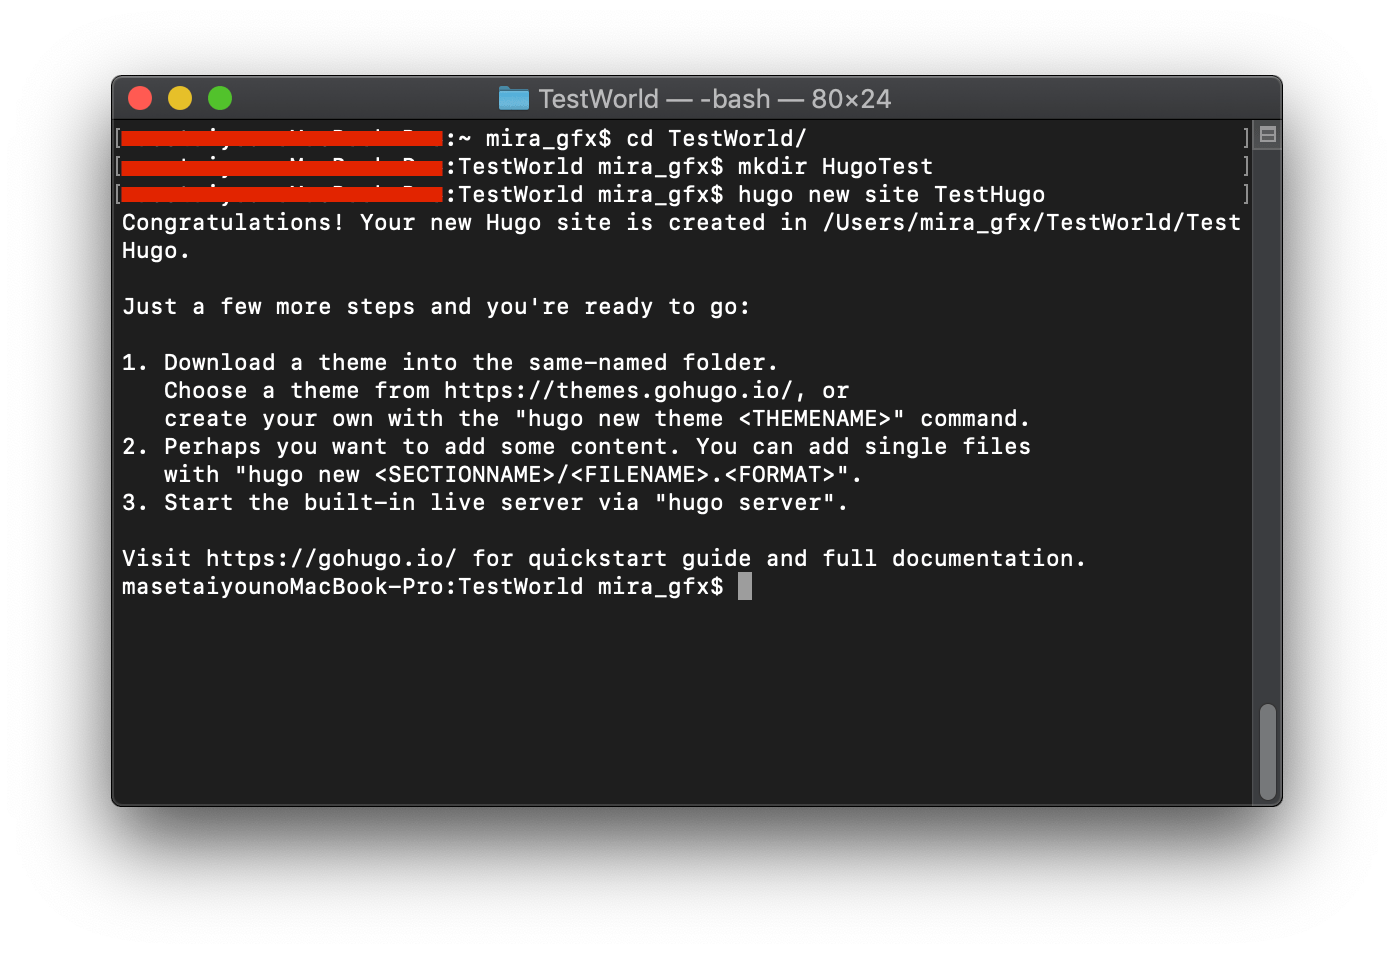 TestWorld — -bash — 80×24
:~ mira_gfx$ cd TestWorld/
:TestWorld mira_gfx$ mkdir HugoTest
:TestWorld mira_gfx$ hugo new site TestHugo
Congratulations! Your new Hugo site is created in /Users/mira_gfx/TestWorld/Test
Hugo.
Just a few more steps and you're ready to go:
1. Download a theme into the same-named folder.
Choose a theme from https://themes.gohugo.io/, or
create your own with the "hugo new theme <THEMENAME>" command.
2. Perhaps you want to add some content. You can add single files
with "hugo new <SECTIONNAME>/<FILENAME>.<FORMAT>".
3. Start the built-in live server via "hugo server".
Visit https://gohugo.io/ for quickstart guide and full documentation.
masetaiyounoMacBook-Pro:TestWorld mira_gfx$